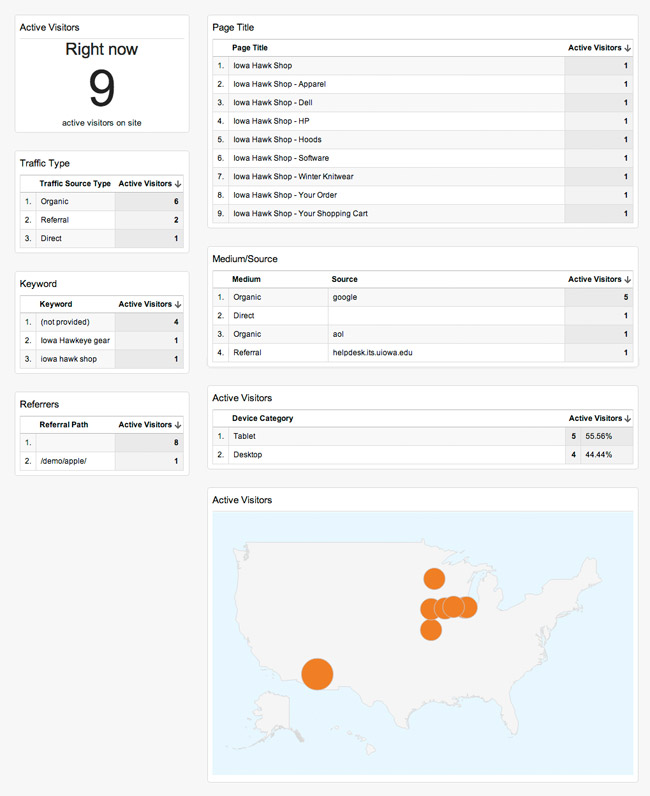 Active Visitors
Right now
9
active visitors on site
Traffic Type
Traffic Source Type Active Visitors ↓
1. Organic 6
2. Referral 2
3. Direct 1
Keyword
Keyword Active Visitors ↓
1. (not provided) 4
2. Iowa Hawkeye gear 1
3. iowa hawk shop 1
Referrers
Referral Path Active Visitors ↓
1. 8
2. /demo/apple/ 1
Page Title
Page Title Active Visitors ↓
1. Iowa Hawk Shop 1
2. Iowa Hawk Shop - Apparel 1
3. Iowa Hawk Shop - Dell 1
4. Iowa Hawk Shop - HP 1
5. Iowa Hawk Shop - Hoods 1
6. Iowa Hawk Shop - Software 1
7. Iowa Hawk Shop - Winter Knitwear 1
8. Iowa Hawk Shop - Your Order 1
9. Iowa Hawk Shop - Your Shopping Cart 1
Medium/Source
Medium Source Active Visitors ↓
1. Organic google 5
2. Direct 1
3. Organic aol 1
4. Referral helpdesk.its.uiowa.edu 1
Active Visitors
Device Category Active Visitors ↓
1. Tablet 5 55.56%
2. Desktop 4 44.44%
Active Visitors